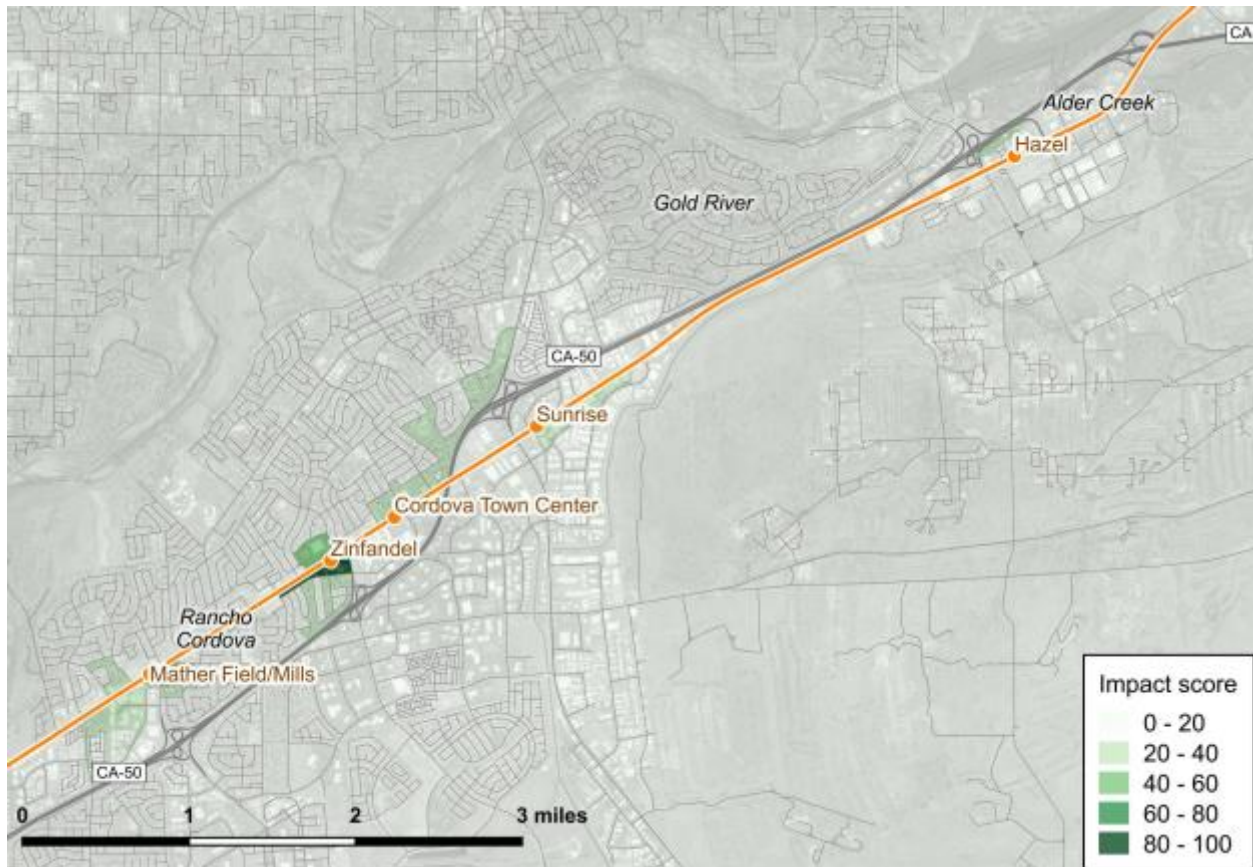 CA
Alder Creek
Hazel
Gold River
CA-50
Sunrise
Cordova Town Center
Zinfandel
Rancho
Cordova
Mather Field/Mills
CA-50
0 1 2 3 miles
Impact score
0 - 20
20 - 40
40 - 60
60 - 80
80 - 100